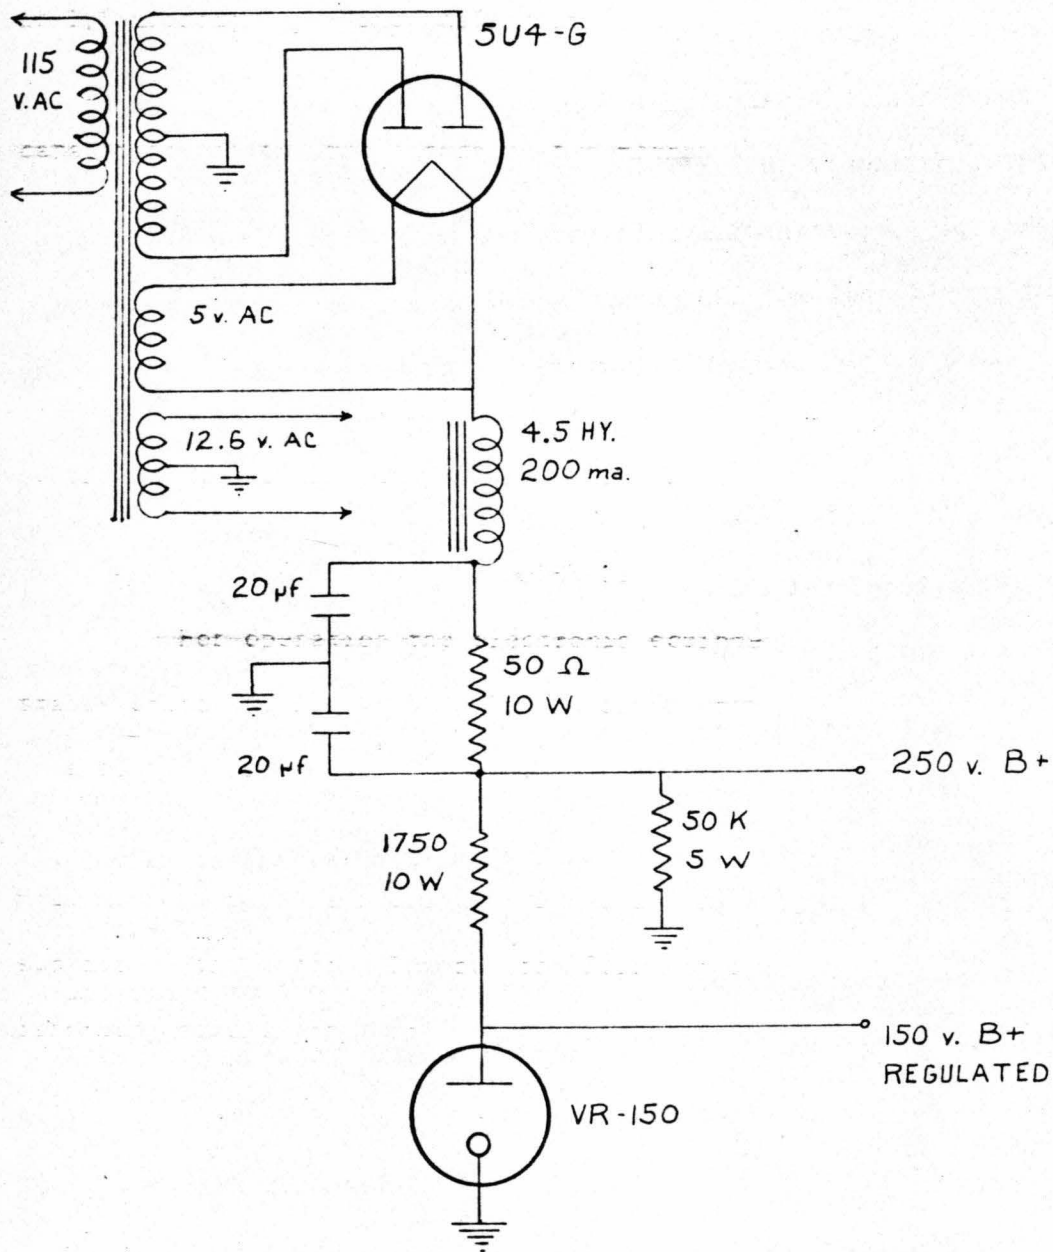 5U4-G
115
V. AC
5 v. AC
12.6 v. AC
4.5 HY.
200 ma.
20 µf
50 Ω
10 W
20 µf
250 v. B+
1750
10 W
50 K
5 W
150 v. B+
REGULATED
VR-150